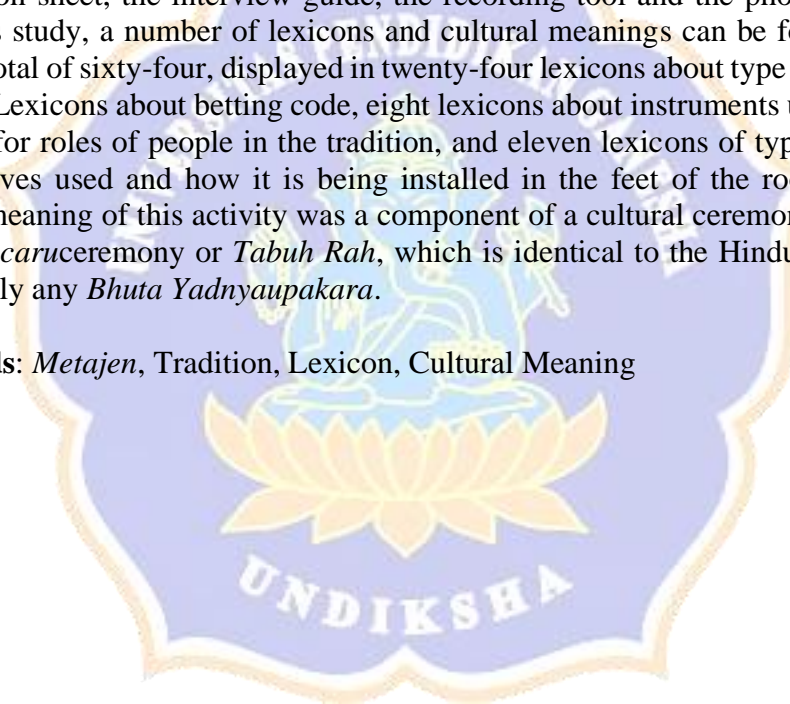 on sheet, the interview guide, the recording tool and the pho
s study, a number of lexicons and cultural meanings can be fo
otal of sixty-four, displayed in twenty-four lexicons about type
Lexicons about betting code, eight lexicons about instruments u
for roles of people in the tradition, and eleven lexicons of typ
ves used and how it is being installed in the feet of the roo
meaning of this activity was a component of a cultural ceremon
caruceremony or Tabuh Rah, which is identical to the Hindu
ly any Bhuta Yadnyaupakara.
ds: Metajen, Tradition, Lexicon, Cultural Meaning
UNDIKSHA